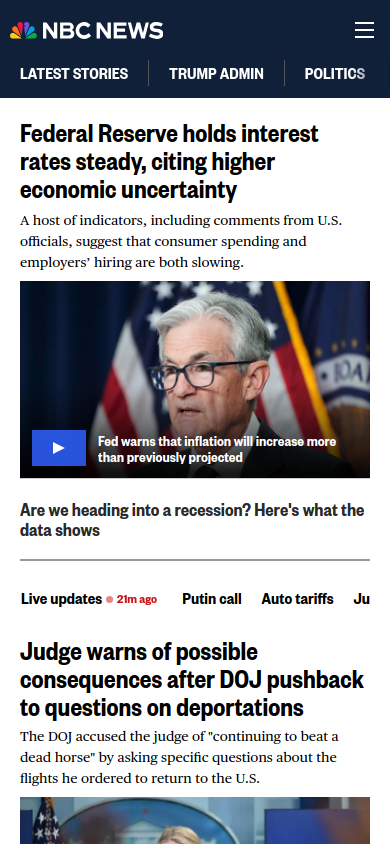 NBC NEWS
LATEST STORIES
TRUMP ADMIN
POLITICS
Federal Reserve holds interest
rates steady, citing higher
economic uncertainty
A host of indicators, including comments from U.S.
officials, suggest that consumer spending and
employers’ hiring are both slowing.
Fed warns that inflation will increase more
than previously projected
Are we heading into a recession? Here's what the
data shows
Live updates 21m ago Putin call Auto tariffs Ju
Judge warns of possible
consequences after DOJ pushback
to questions on deportations
The DOJ accused the judge of "continuing to beat a
dead horse" by asking specific questions about the
flights he ordered to return to the U.S.